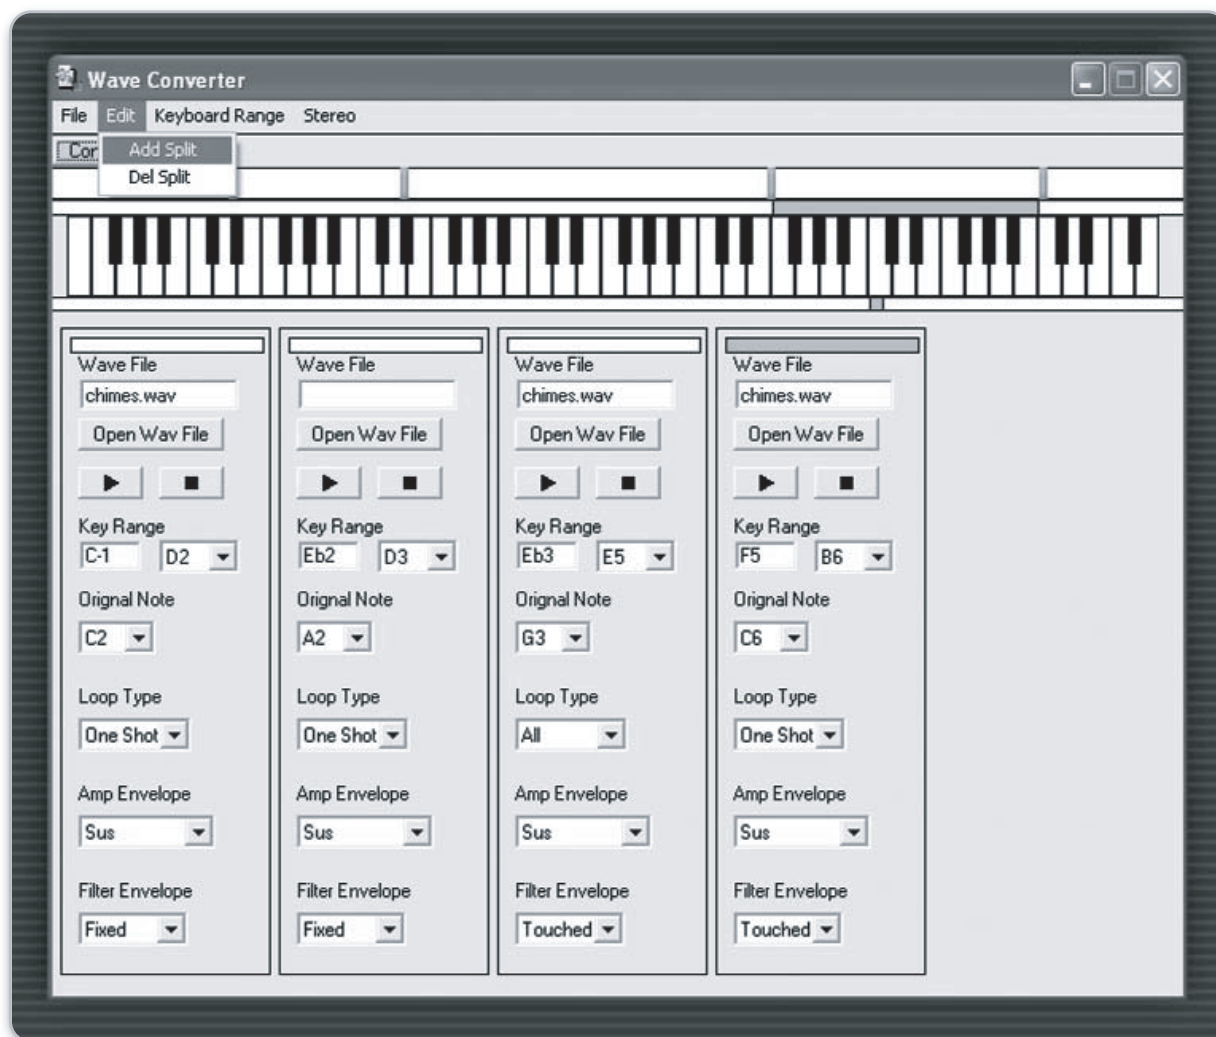 Wave Converter
File Edit Keyboard Range Stereo
Cor
Add Split
Del Split
Wave File Wave File Wave File Wave File
chimes.wav chimes.wav chimes.wav
Open Wav File Open Wav File Open Wav File Open Wav File
Key Range Key Range Key Range Key Range
C-1 D2 Eb2 D3 Eb3 E5 F5 B6
Orignal Note Orignal Note Orignal Note Orignal Note
C2 A2 G3 C6
Loop Type Loop Type Loop Type Loop Type
One Shot One Shot All One Shot
Amp Envelope Amp Envelope Amp Envelope Amp Envelope
Sus Sus Sus Sus
Filter Envelope Filter Envelope Filter Envelope Filter Envelope
Fixed Fixed Touched Touched